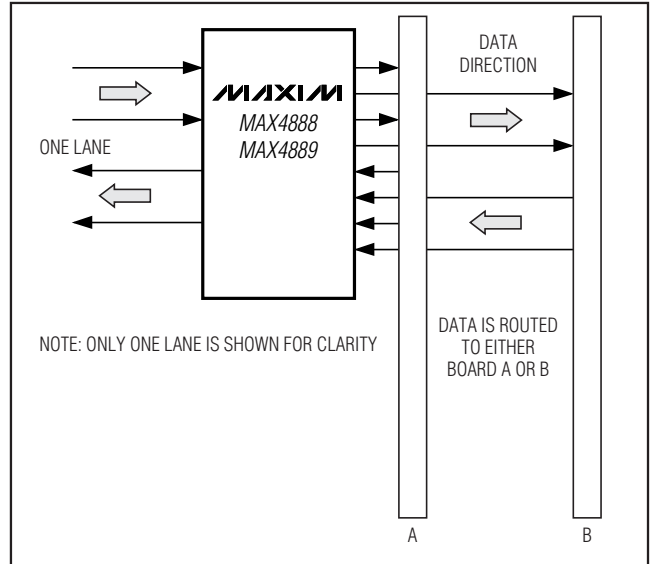 DATA
DIRECTION
MAXIM
MAX4888
MAX4889
ONE LANE
NOTE: ONLY ONE LANE IS SHOWN FOR CLARITY
DATA IS ROUTED
TO EITHER
BOARD A OR B
A
B